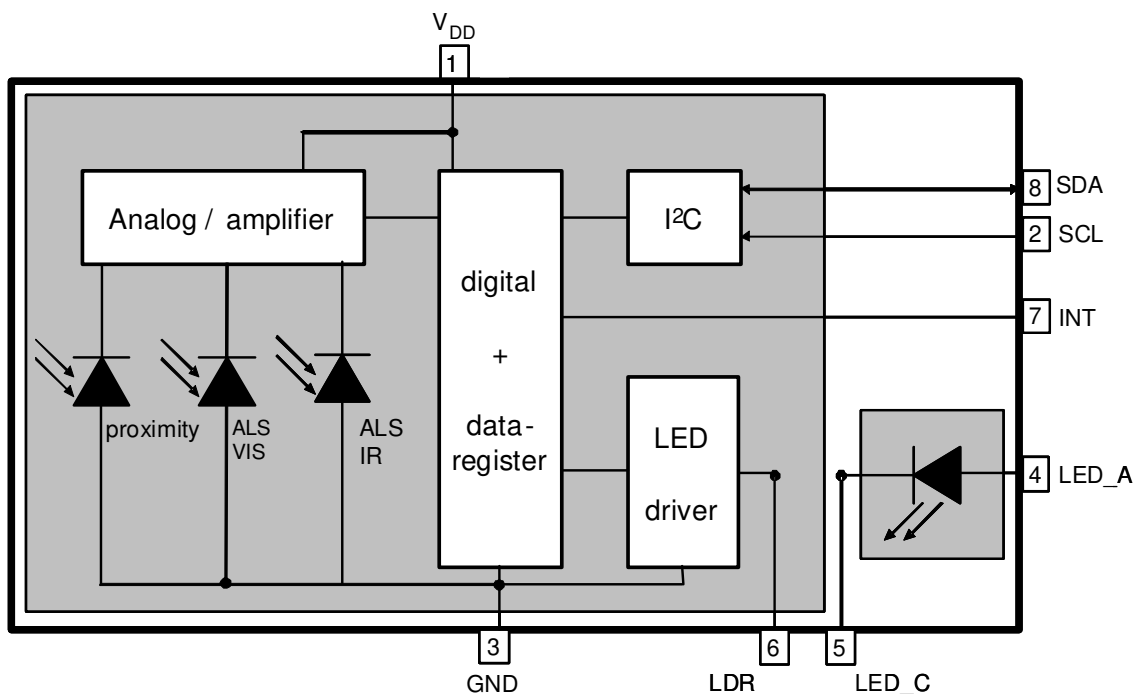 VDD
1
Analog / amplifier
I²C
8 SDA
2 SCL
digital
+
data-
register
7 INT
proximity
ALS
VIS
ALS
IR
LED
driver
4 LED_A
3
GND
6
LDR
5
LED_C